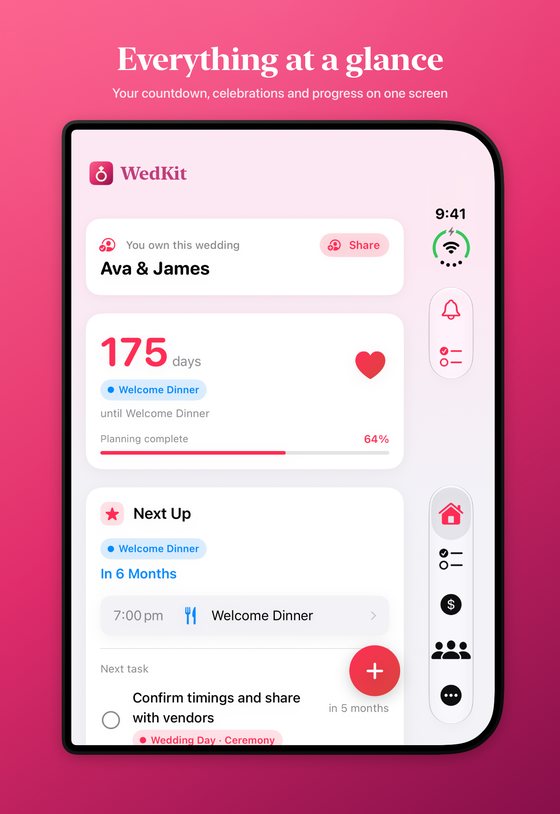 Everything at a glance
Your countdown, celebrations and progress on one screen
WedKit
9:41
You own this wedding
Share
Ava & James
175 days
Welcome Dinner
until Welcome Dinner
Planning complete
64%
Next Up
Welcome Dinner
In 6 Months
7:00 pm
Welcome Dinner
Next task
Confirm timings and share
with vendors
in 5 months
Wedding Day · Ceremony